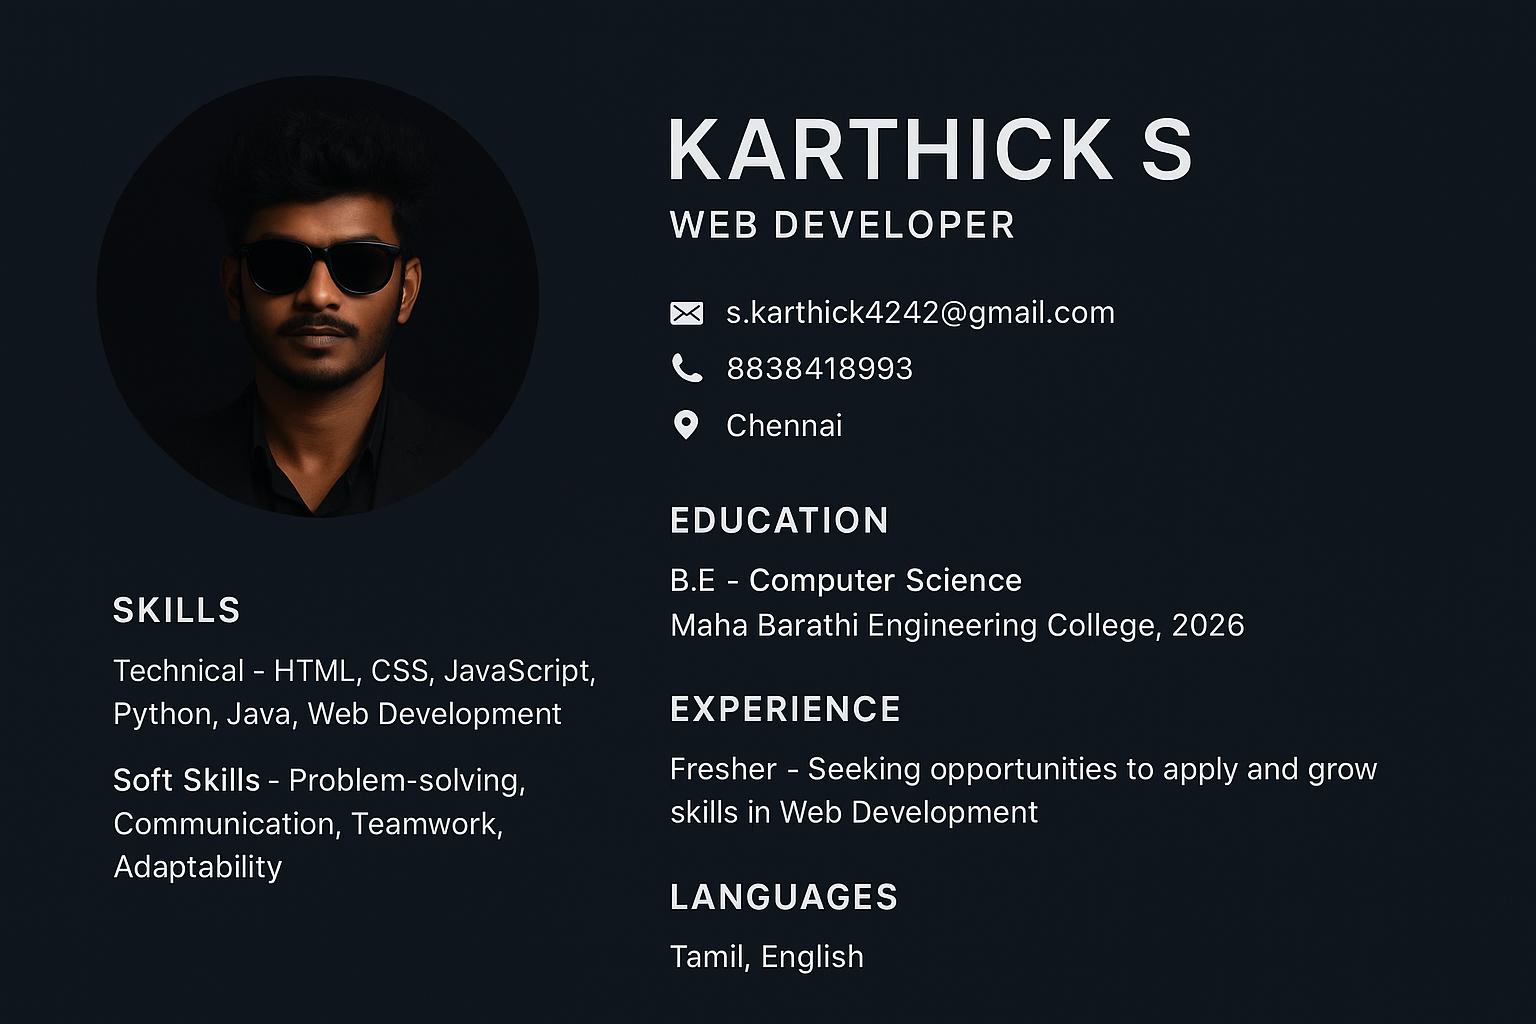 KARTHICK S
WEB DEVELOPER
s.karthick4242@gmail.com
8838418993
Chennai
EDUCATION
B.E - Computer Science
Maha Barathi Engineering College, 2026
EXPERIENCE
Fresher - Seeking opportunities to apply and grow
skills in Web Development
LANGUAGES
Tamil, English
SKILLS
Technical - HTML, CSS, JavaScript,
Python, Java, Web Development
Soft Skills - Problem-solving,
Communication, Teamwork,
Adaptability